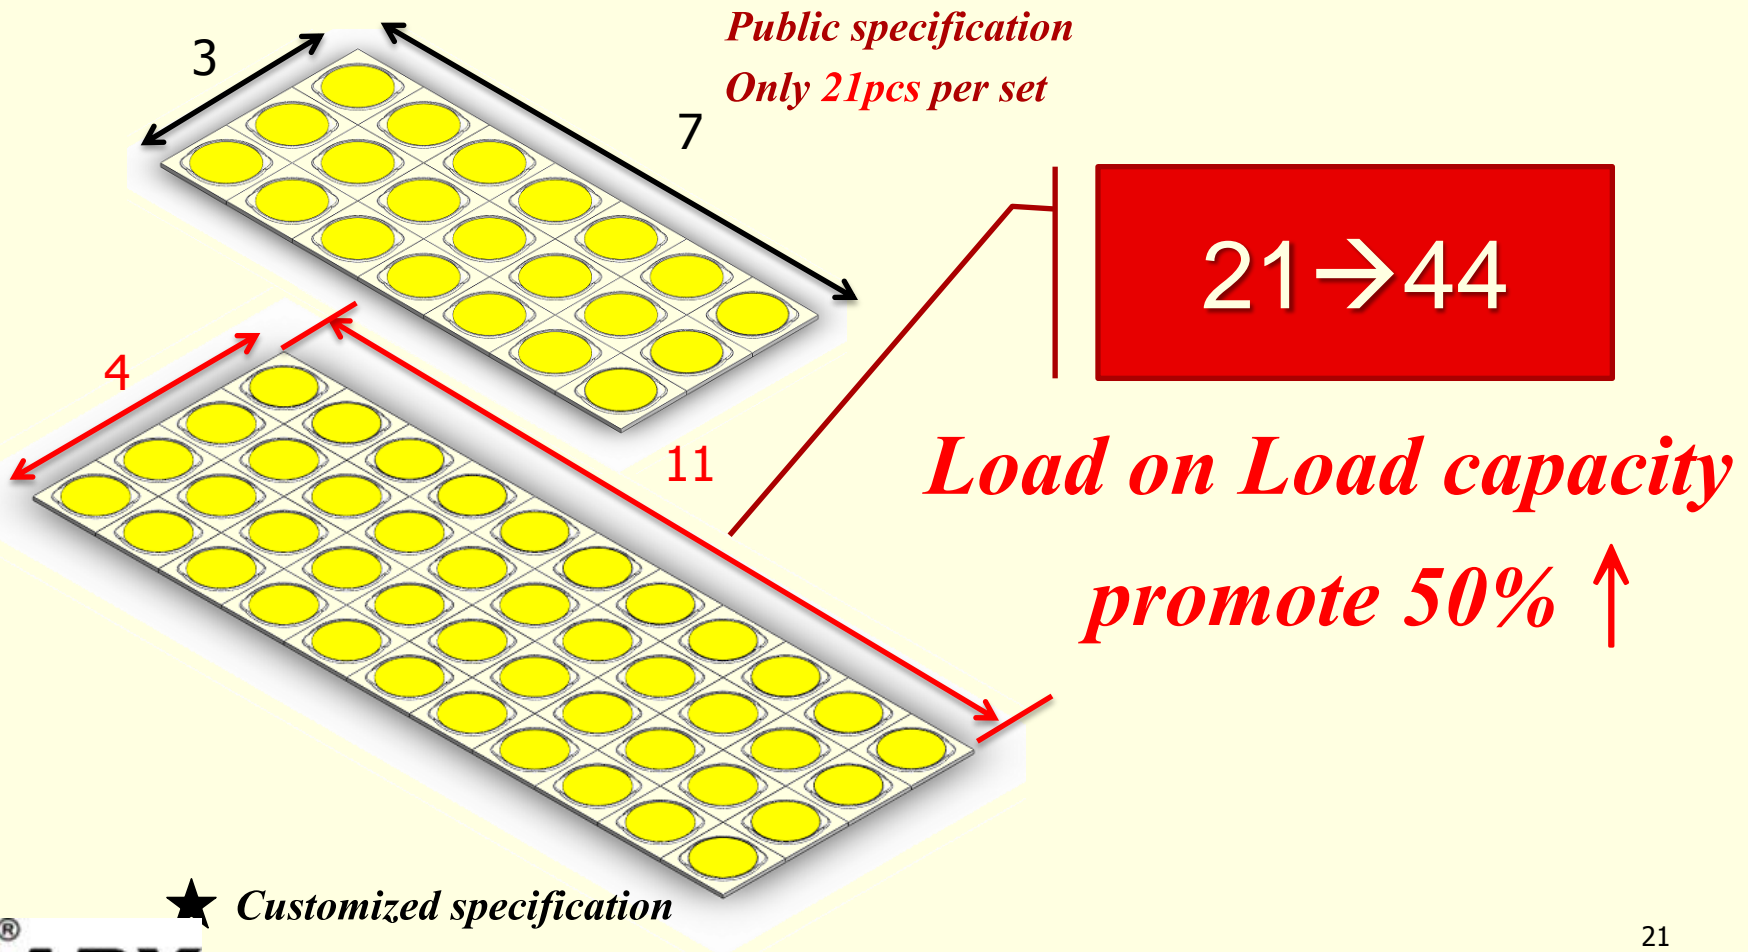 Public specification
Only 21pcs per set
3
7
21→44
4
11
Load on Load capacity
promote 50% ↑
★ Customized specification
®
21